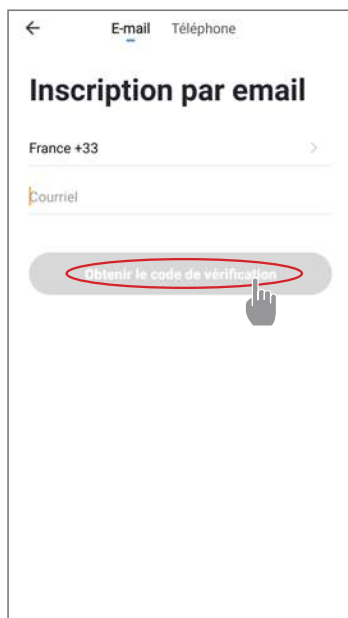 E-mail Téléphone
Inscription par email
France +33
Courriel
Obtenir le code de vérification